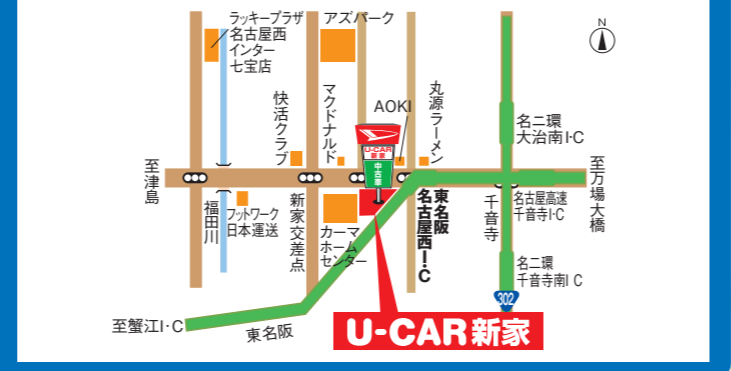 ラッキープラザ
名古屋西
インター
七宝店
アズパーク
N
快活クラブ
マクドナルド
AOKI
丸源ラーメン
名二環
大治南I・C
U-CAR
新家
中古車
至津島
至万場大橋
福田川
フットワーク
日本運送
新家交差点
カーマ
ホーム
センター
東名阪
名古屋西I・C
千音寺
名古屋高速
千音寺I・C
名二環
千音寺南I C
302
至蟹江I・C
東名阪
U-CAR新家